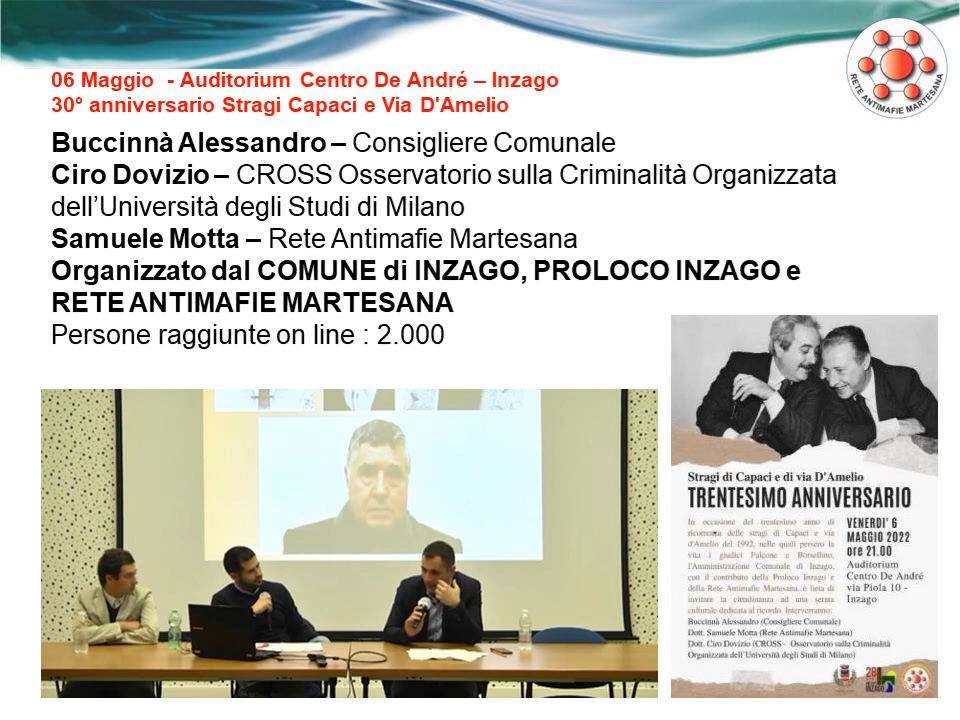 06 Maggio - Auditorium Centro De André – Inzago
30° anniversario Stragi Capaci e Via D'Amelio
RETE ANTIMAFIE MARTESANA
Buccinnà Alessandro – Consigliere Comunale
Ciro Dovizio – CROSS Osservatorio sulla Criminalità Organizzata
dell'Università degli Studi di Milano
Samuele Motta – Rete Antimafie Martesana
Organizzato dal COMUNE di INZAGO, PROLOCO INZAGO e
RETE ANTIMAFIE MARTESANA
Persone raggiunte on line : 2.000
Stragi di Capaci e di via D'Amelio
TRENTESIMO ANNIVERSARIO
In occasione del trentesimo anno di
ricorrenza delle stragi di Capaci e via
d'Amelio del 1992, nelle quali persero la
vita i giudici Falcone e Borsellino,
l'Amministrazione Comunale di Inzago,
con il contributo della Proloco Inzago e
della Rete Antimafie Martesana, è lieta di
invitare la cittadinanza ad una serata
culturale dedicata al ricordo. Interverranno:
VENERDI' 6
MAGGIO 2022
ore 21.00
Auditorium
Centro De André
via Piola 10 -
Inzago
Buccinnà Alessandro (Consigliere Comunale)
Dott. Samuele Motta (Rete Antimafie Martesana)
Dott. Ciro Dovizio (CROSS - Osservatorio sulla Criminalità
Organizzata dell'Università degli Studi di Milano)
INZAGO